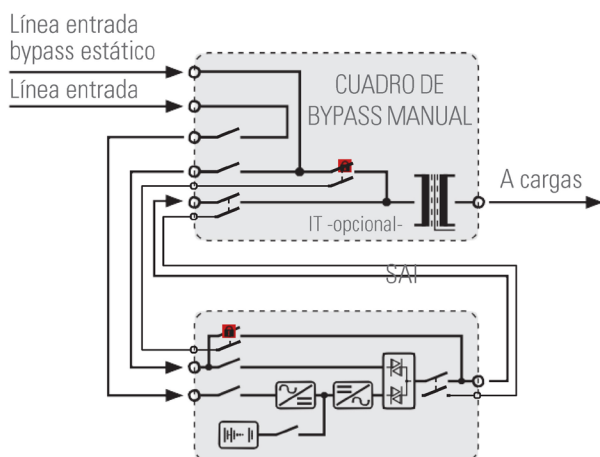 Línea entrada
bypass estático
Línea entrada
CUADRO DE
BYPASS MANUAL
A cargas
IT -opcional-
SAI